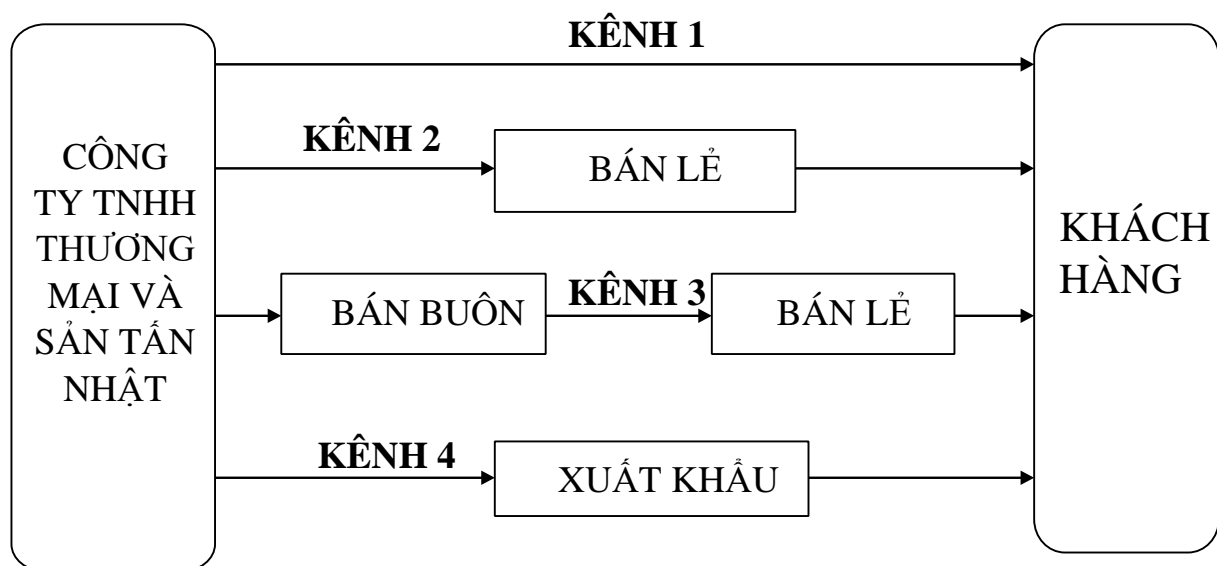 KÊNH 1
CÔNG
TY TNHH
THƯƠNG
MẠI VÀ
SẢN TẤN
NHẬT
KÊNH 2
BÁN LẺ
BÁN BUÔN
KÊNH 3
BÁN LẺ
KÊNH 4
XUẤT KHẨU
KHÁCH
HÀNG